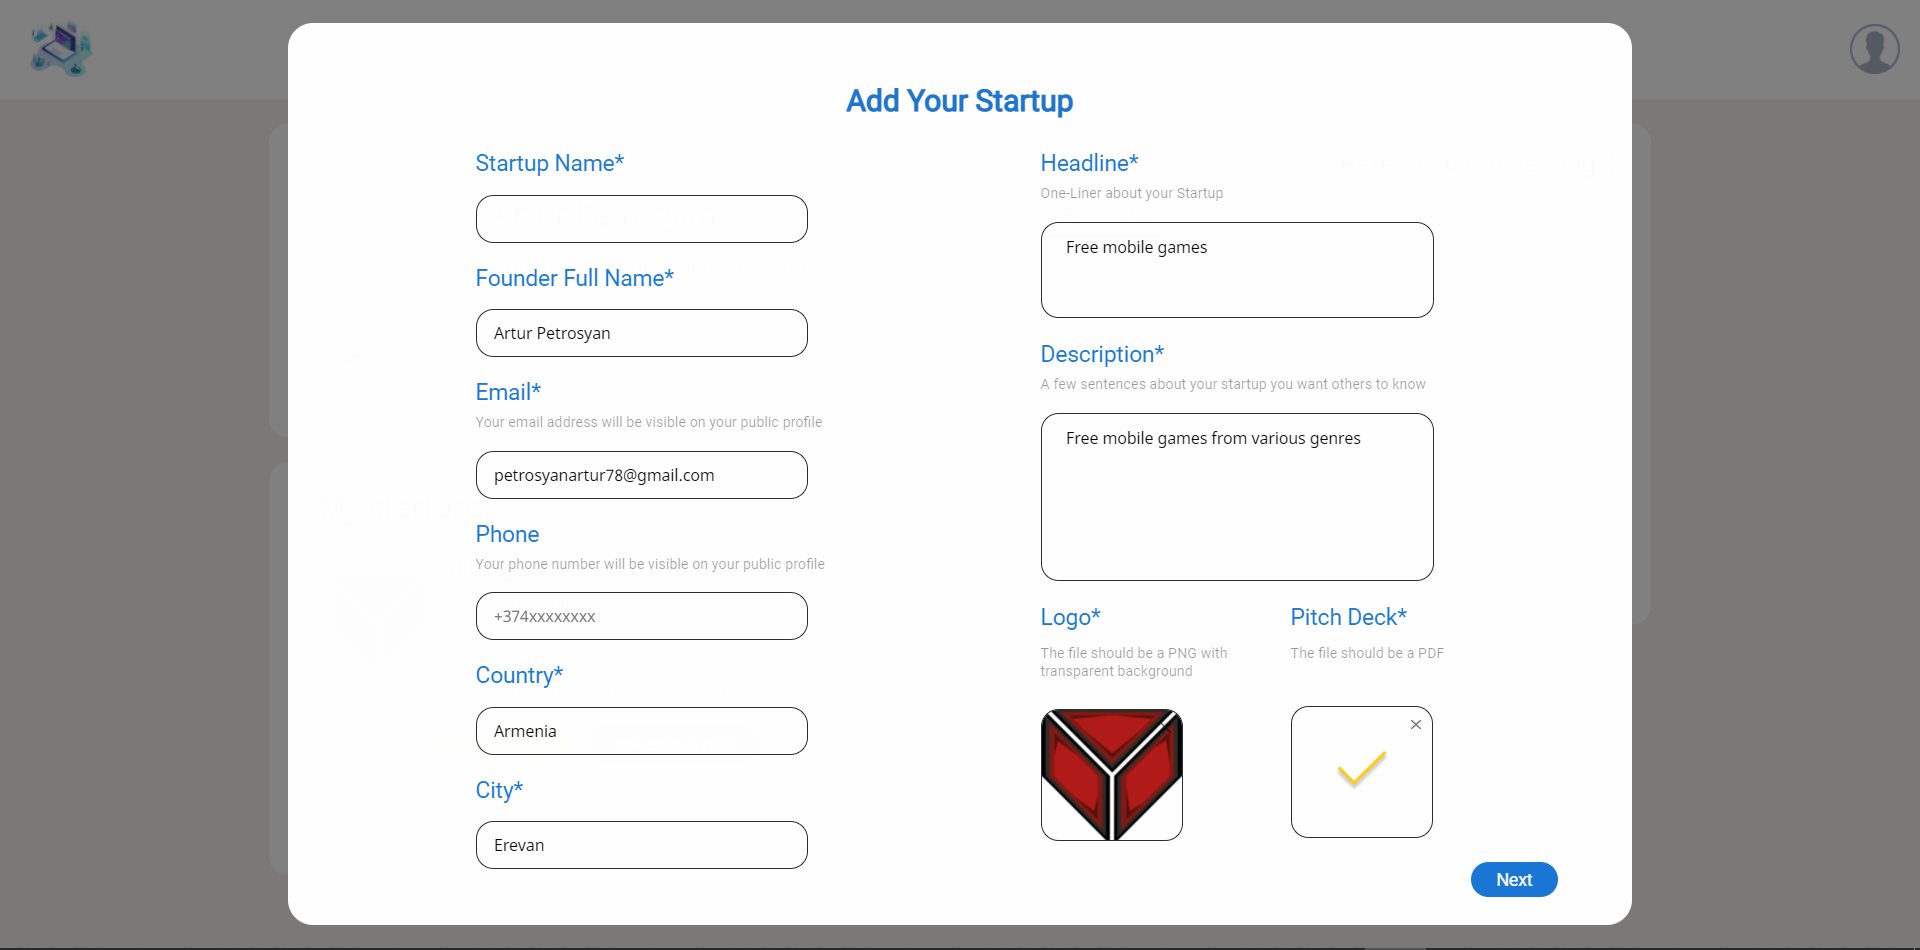 Add Your Startup
Startup Name*
Founder Full Name*
Artur Petrosyan
Email*
Your email address will be visible on your public profile
petrosyanartur78@gmail.com
Phone
Your phone number will be visible on your public profile
+374xxxxxxxx
Country*
Armenia
City*
Erevan
Headline*
One-Liner about your Startup
Free mobile games
Description*
A few sentences about your startup you want others to know
Free mobile games from various genres
Logo*
The file should be a PNG with
transparent background
Pitch Deck*
The file should be a PDF
Next